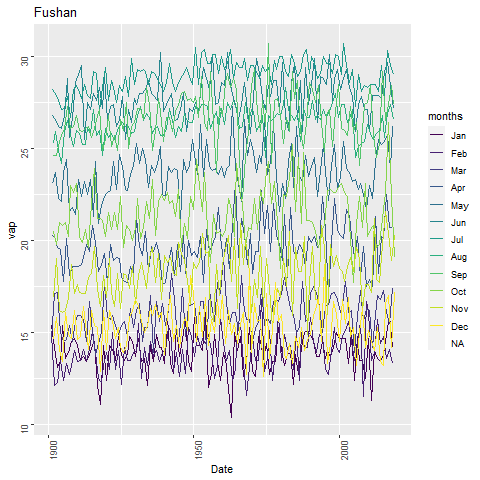 Fushan
30
25
20
15
10
vap
1900
1950
2000
Date
months
Jan
Feb
Mar
Apr
May
Jun
Jul
Aug
Sep
Oct
Nov
Dec
NA